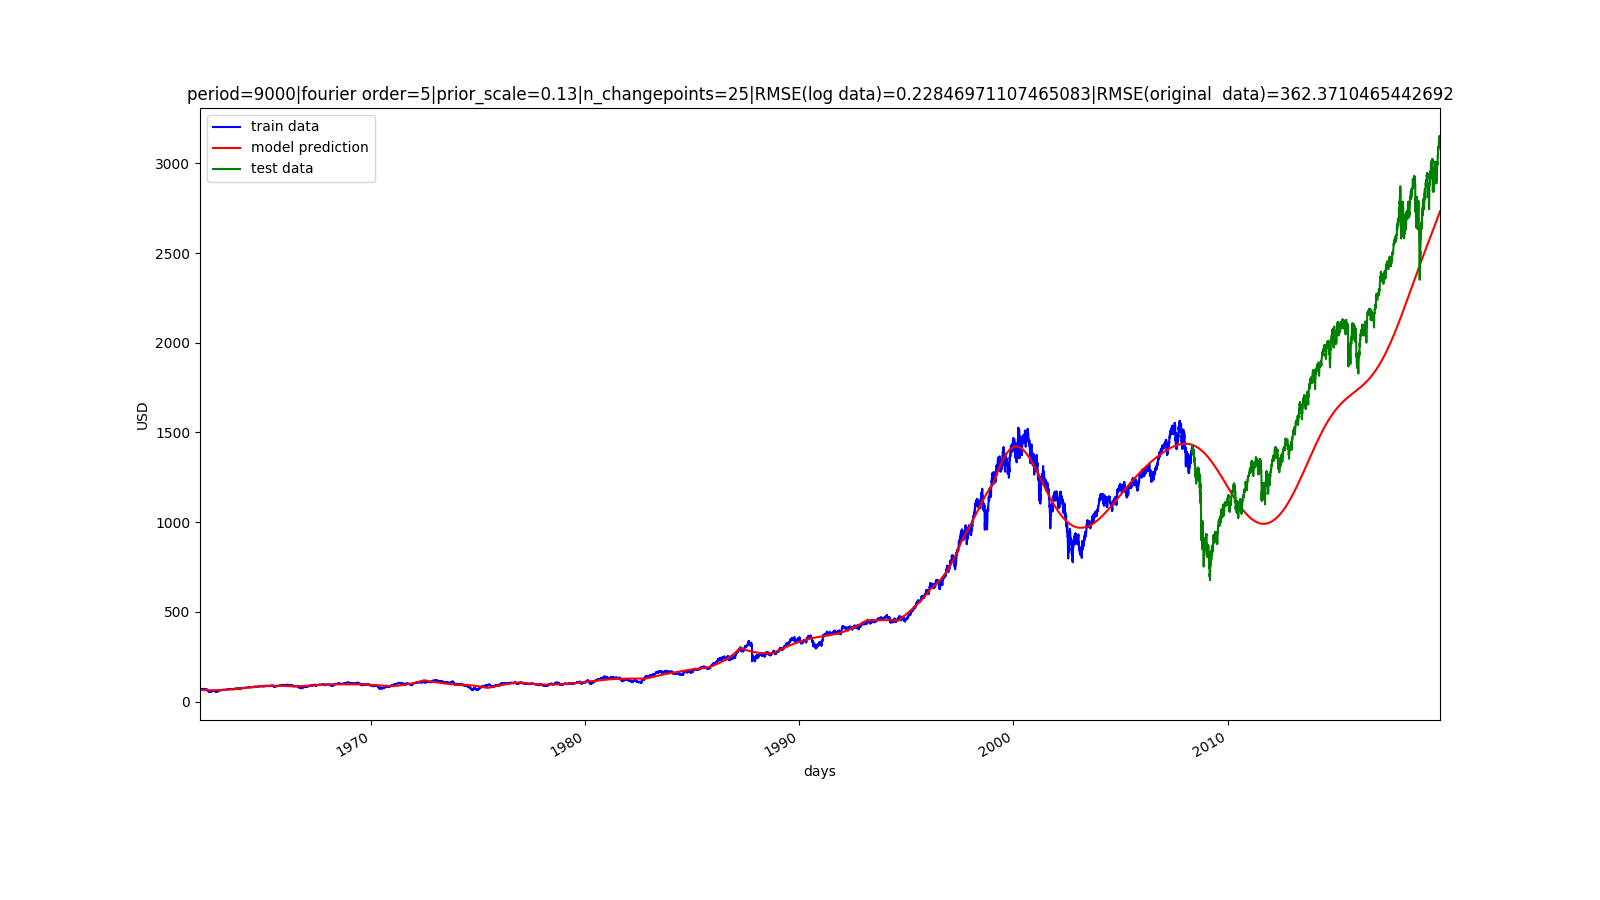 period=9000|fourier order=5|prior_scale=0.13|n_changepoints=25|RMSE(log data)=0.22846971107465083|RMSE(original  data)=362.3710465442692
train data
model prediction
test data
3000
2500
2000
1500
1000
500
0
USD
1970
1980
1990
2000
2010
days